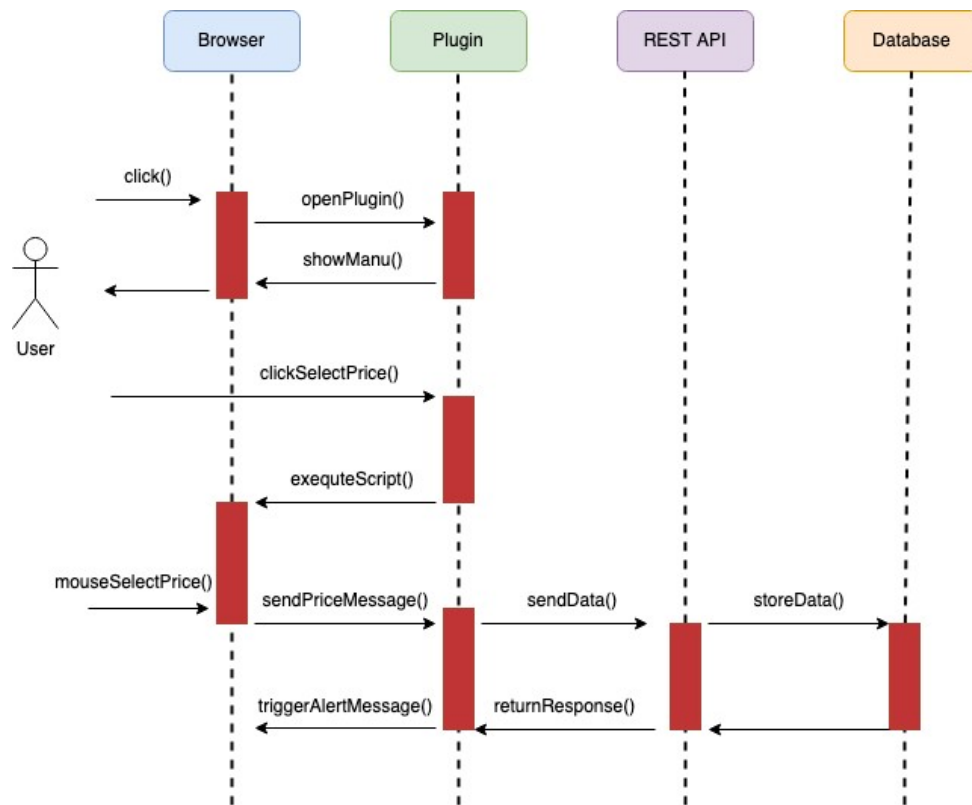 Browser
Plugin
REST API
Database
click()
openPlugin()
showManu()
User
clickSelectPrice()
exequteScript()
mouseSelectPrice()
sendPriceMessage()
sendData()
storeData()
triggerAlertMessage()
returnResponse()